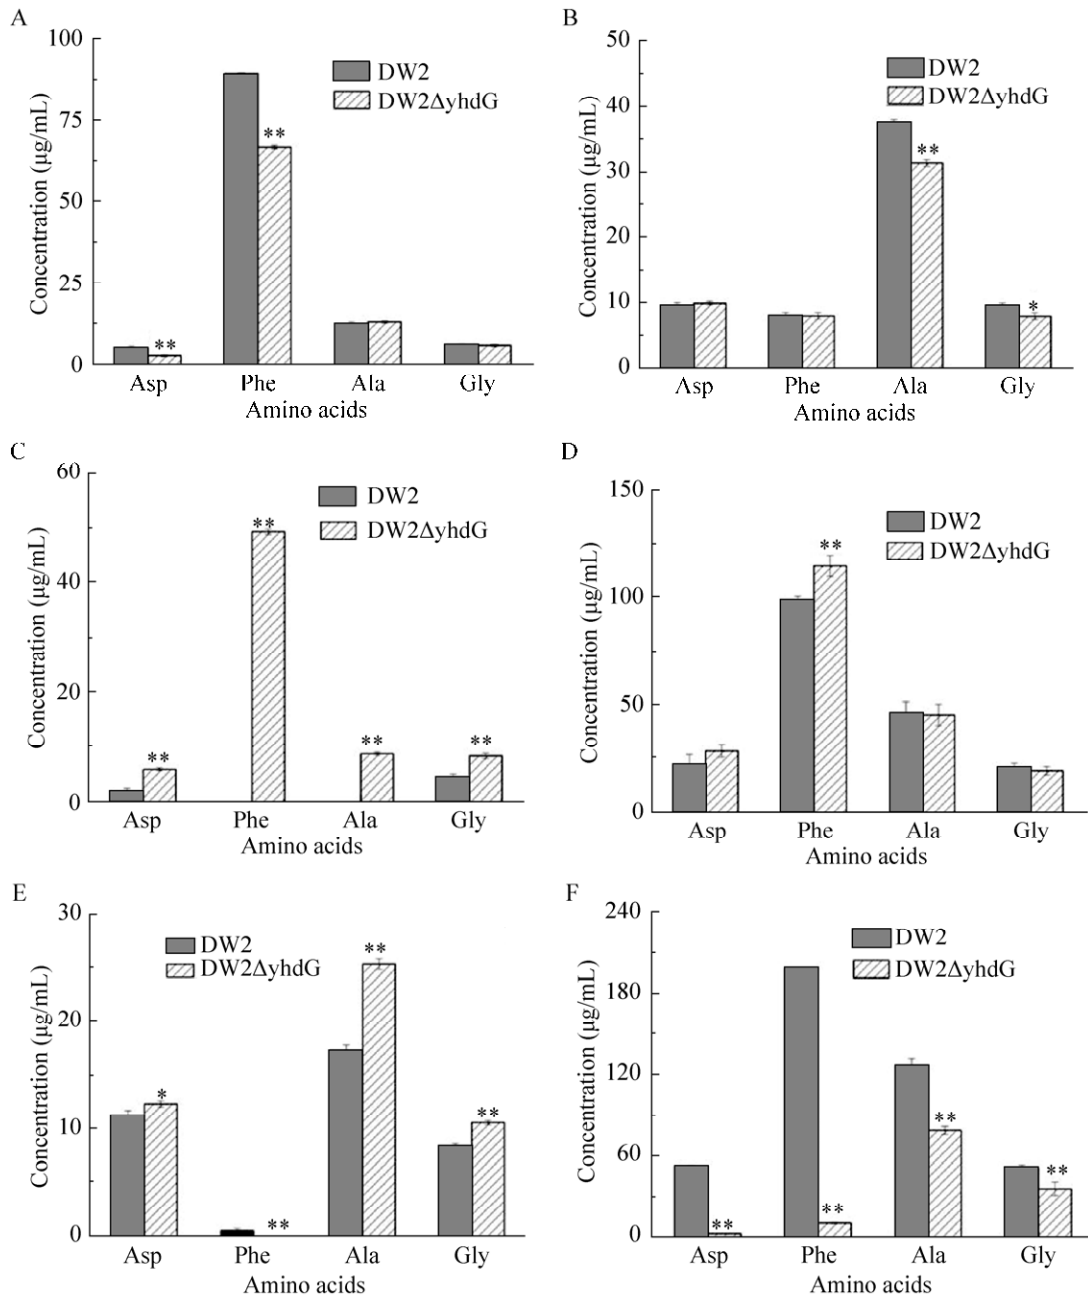 A
100
75
50
25
0
Concentration (μg/mL)
DW2
DW2ΔyhdG
**
**
Asp Phe Ala Gly
Amino acids
B
50
40
30
20
10
0
Concentration (μg/mL)
DW2
DW2ΔyhdG
**
*
Asp Phe Ala Gly
Amino acids
C
60
40
20
0
Concentration (μg/mL)
DW2
DW2ΔyhdG
**
**
**
**
Asp Phe Ala Gly
Amino acids
D
150
100
50
0
Concentration (μg/mL)
DW2
DW2ΔyhdG
**
Asp Phe Ala Gly
Amino acids
E
30
20
10
0
Concentration (μg/mL)
DW2
DW2ΔyhdG
*
**
**
**
Asp Phe Ala Gly
Amino acids
F
240
180
120
60
0
Concentration (μg/mL)
DW2
DW2ΔyhdG
**
**
**
**
Asp Phe Ala Gly
Amino acids